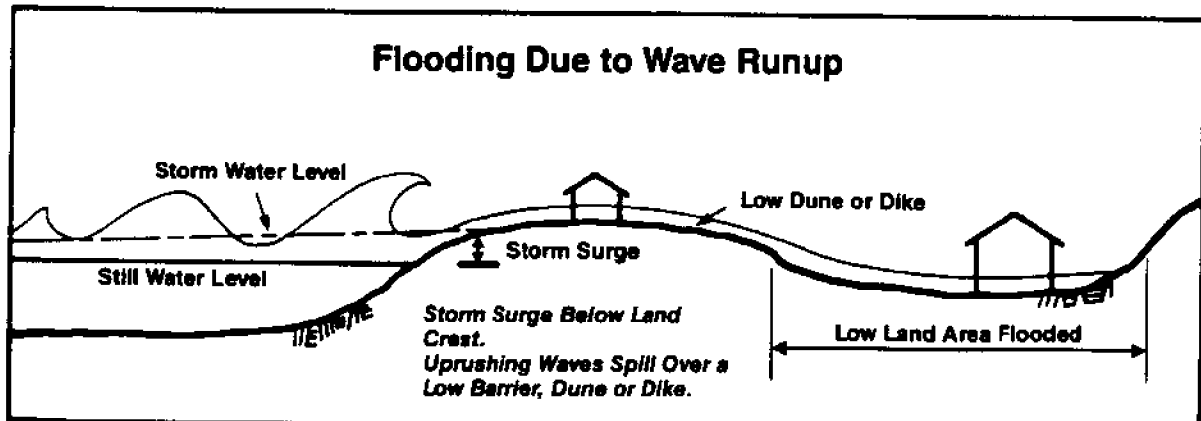 Flooding Due to Wave Runup
Storm Water Level
Low Dune or Dike
Storm Surge
Still Water Level
Storm Surge Below Land
Crest.
Uprushing Waves Spill Over a
Low Barrier, Dune or Dike.
Low Land Area Flooded